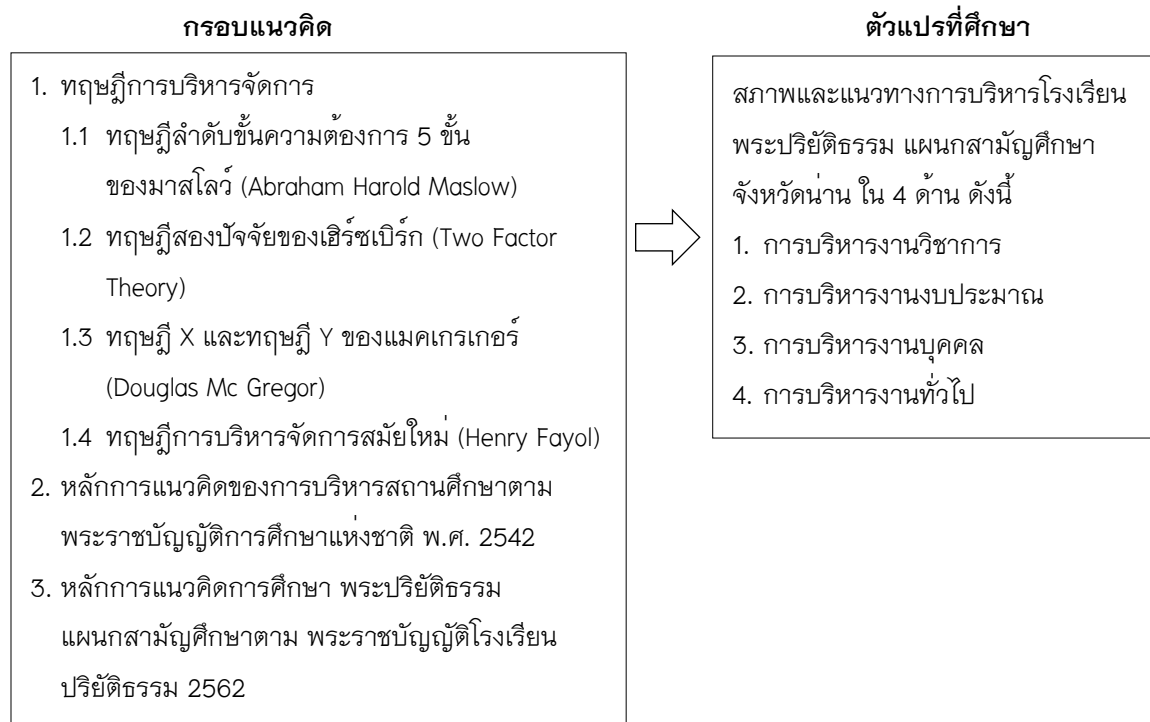 กรอบแนวคิด
1. ทฤษฎีการบริหารจัดการ
1.1 ทฤษฎีลำดับขั้นความต้องการ 5 ขั้น
ของมาสโลว์ (Abraham Harold Maslow)
1.2 ทฤษฎีสองปัจจัยของเฮิร์ซเบิร์ก (Two Factor
Theory)
1.3 ทฤษฎี X และทฤษฎี Y ของแมคเกรเกอร์
(Douglas Mc Gregor)
1.4 ทฤษฎีการบริหารจัดการสมัยใหม่ (Henry Fayol)
2. หลักการแนวคิดของการบริหารสถานศึกษาตาม
พระราชบัญญัติการศึกษาแห่งชาติ พ.ศ. 2542
3. หลักการแนวคิดการศึกษา พระปริยัติธรรม
แผนกสามัญศึกษาตาม พระราชบัญญัติโรงเรียน
ปริยัติธรรม 2562
ตัวแปรที่ศึกษา
สภาพและแนวทางการบริหารโรงเรียน
พระปริยัติธรรม แผนกสามัญศึกษา
จังหวัดน่าน ใน 4 ด้าน ดังนี้
1. การบริหารงานวิชาการ
2. การบริหารงานงบประมาณ
3. การบริหารงานบุคคล
4. การบริหารงานทั่วไป